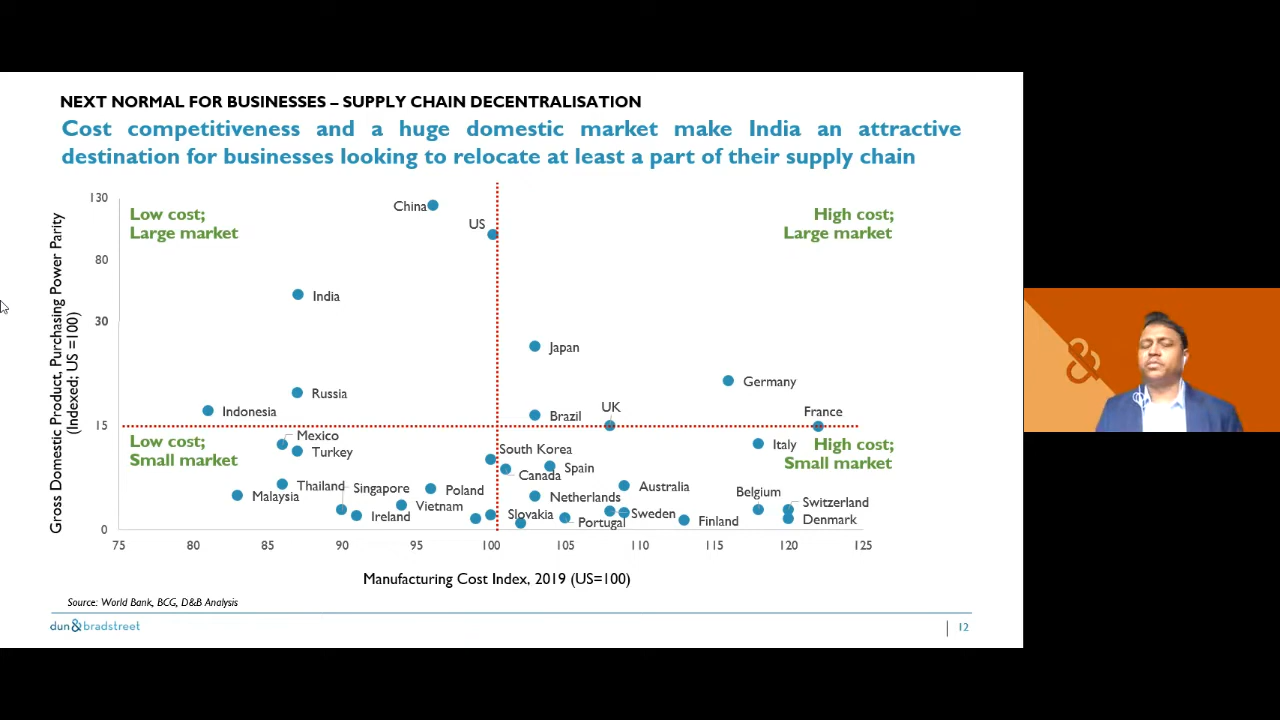 NEXT NORMAL FOR BUSINESSES – SUPPLY CHAIN DECENTRALISATION
Cost competitiveness and a huge domestic market make India an attractive
destination for businesses looking to relocate at least a part of their supply chain
Gross Domestic Product, Purchasing Power Parity
(Indexed; US =100)
130
80
30
15
0
Low cost;
Large market
High cost;
Large market
China
US
India
Japan
Germany
Russia
Indonesia
Brazil
UK
France
Low cost;
Small market
High cost;
Small market
Mexico
Turkey
South Korea
Italy
Canada
Spain
Thailand
Singapore
Poland
Australia
Malaysia
Netherlands
Belgium
Switzerland
Ireland
Vietnam
Slovakia
Portugal
Sweden
Finland
Denmark
75
80
85
90
95
100
105
110
115
120
125
Manufacturing Cost Index, 2019 (US=100)
Source: World Bank, BCG, D&B Analysis
dun&bradstreet
12
&